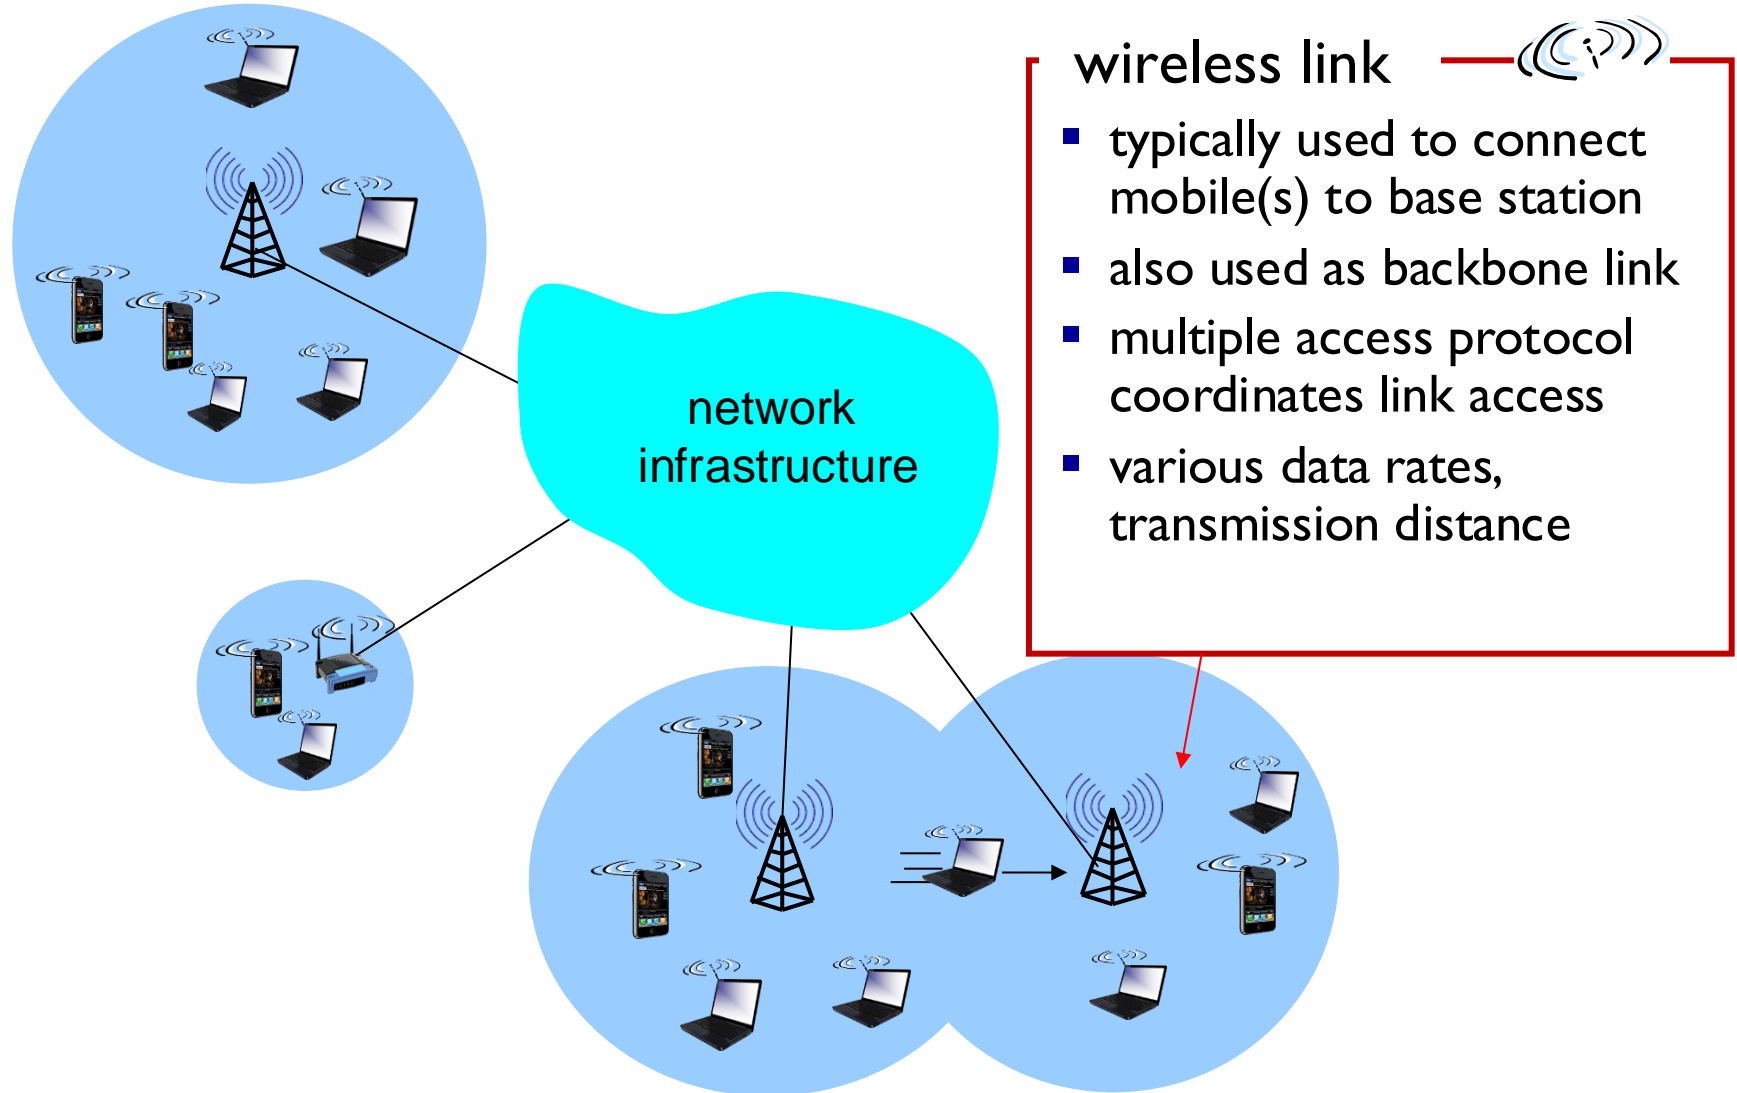 wireless link
typically used to connect
mobile(s) to base station
also used as backbone link
multiple access protocol
coordinates link access
various data rates,
transmission distance
network
infrastructure